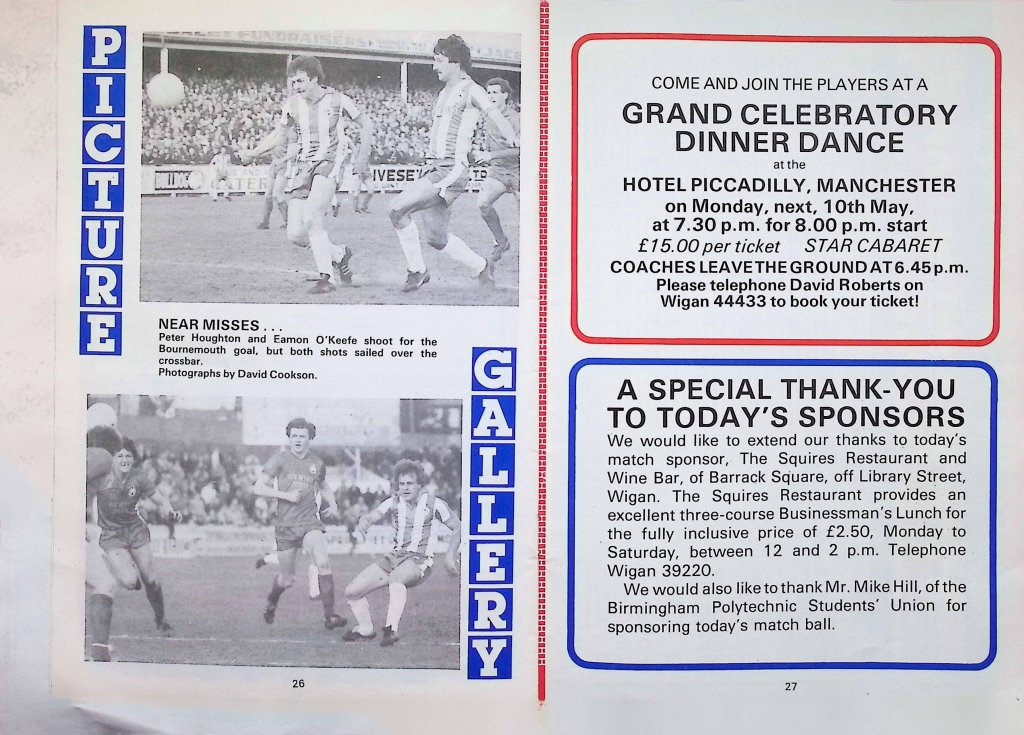 PICTURE
NEAR MISSES . . .
Peter Houghton and Eamon O'Keefe shoot for the
Bournemouth goal, but both shots sailed over the
crossbar.
Photographs by David Cookson.
GALLERY
26
COME AND JOIN THE PLAYERS AT A
GRAND CELEBRATORY
DINNER DANCE
at the
HOTEL PICCADILLY, MANCHESTER
on Monday, next, 10th May,
at 7.30 p.m. for 8.00 p.m. start
£15.00 per ticket STAR CABARET
COACHES LEAVE THE GROUND AT 6.45 p.m.
Please telephone David Roberts on
Wigan 44433 to book your ticket!
A SPECIAL THANK-YOU
TO TODAY'S SPONSORS
We would like to extend our thanks to today's
match sponsor, The Squires Restaurant and
Wine Bar, of Barrack Square, off Library Street,
Wigan. The Squires Restaurant provides an
excellent three-course Businessman's Lunch for
the fully inclusive price of £2.50, Monday to
Saturday, between 12 and 2 p.m. Telephone
Wigan 39220.
We would also like to thank Mr. Mike Hill, of the
Birmingham Polytechnic Students' Union for
sponsoring today's match ball.
27